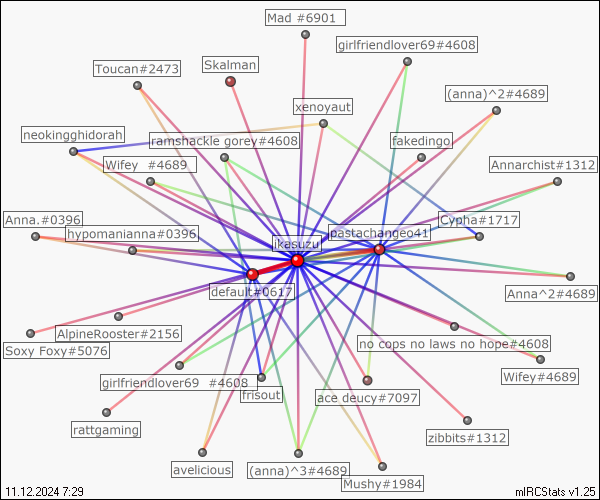 Mad #6901
girlfriendlover69#4608
Toucan#2473
Skalman
(anna)^2#4689
xenoyaut
neokingghidorah
ramshackle gorey#4608
fakedingo
Wifey #4689
Annarchist#1312
Anna.#0396
hypomanianna#0396
ikasuzu
pastachangeo41
Cypha#1717
default#0617
Anna^2#4689
AlpineRooster#2156
Soxy Foxy#5076
no cops no laws no hope#4608
girlfriendlover69 #4608
frisout
ace deucy#7097
Wifey#4689
rattgaming
zibbits#1312
avelicious
(anna)^3#4689
Mushy#1984
11.12.2024 7:29
mIRCStats v1.25